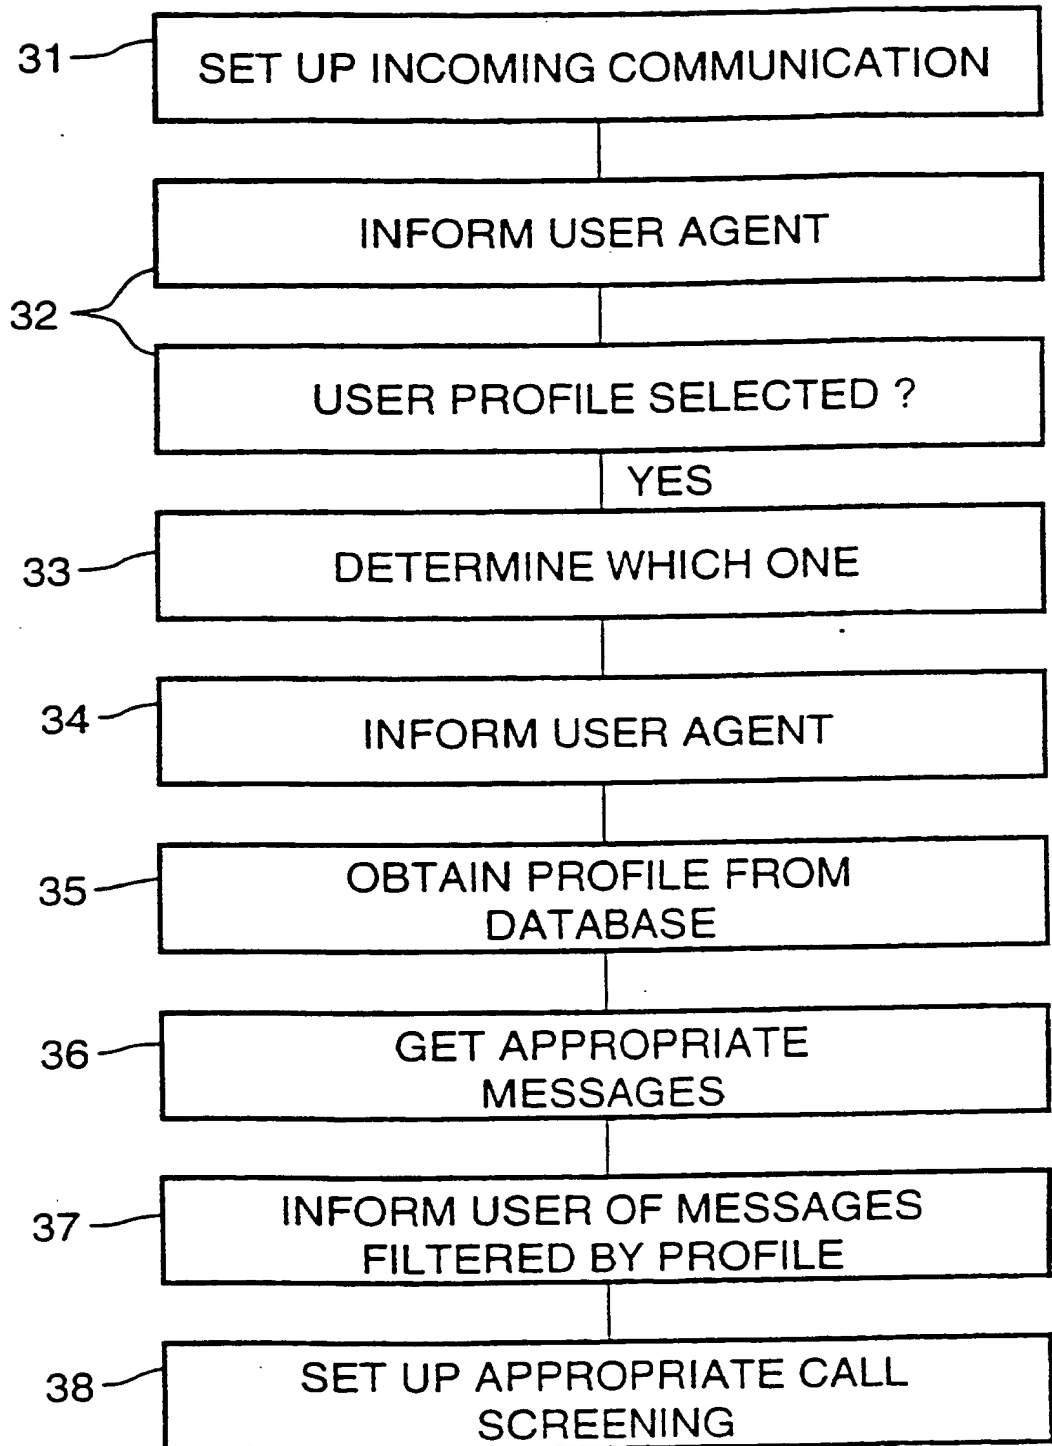 31
SET UP INCOMING COMMUNICATION
INFORM USER AGENT
32
USER PROFILE SELECTED ?
YES
33
DETERMINE WHICH ONE
34
INFORM USER AGENT
35
OBTAIN PROFILE FROM
DATABASE
36
GET APPROPRIATE
MESSAGES
37
INFORM USER OF MESSAGES
FILTERED BY PROFILE
38
SET UP APPROPRIATE CALL
SCREENING